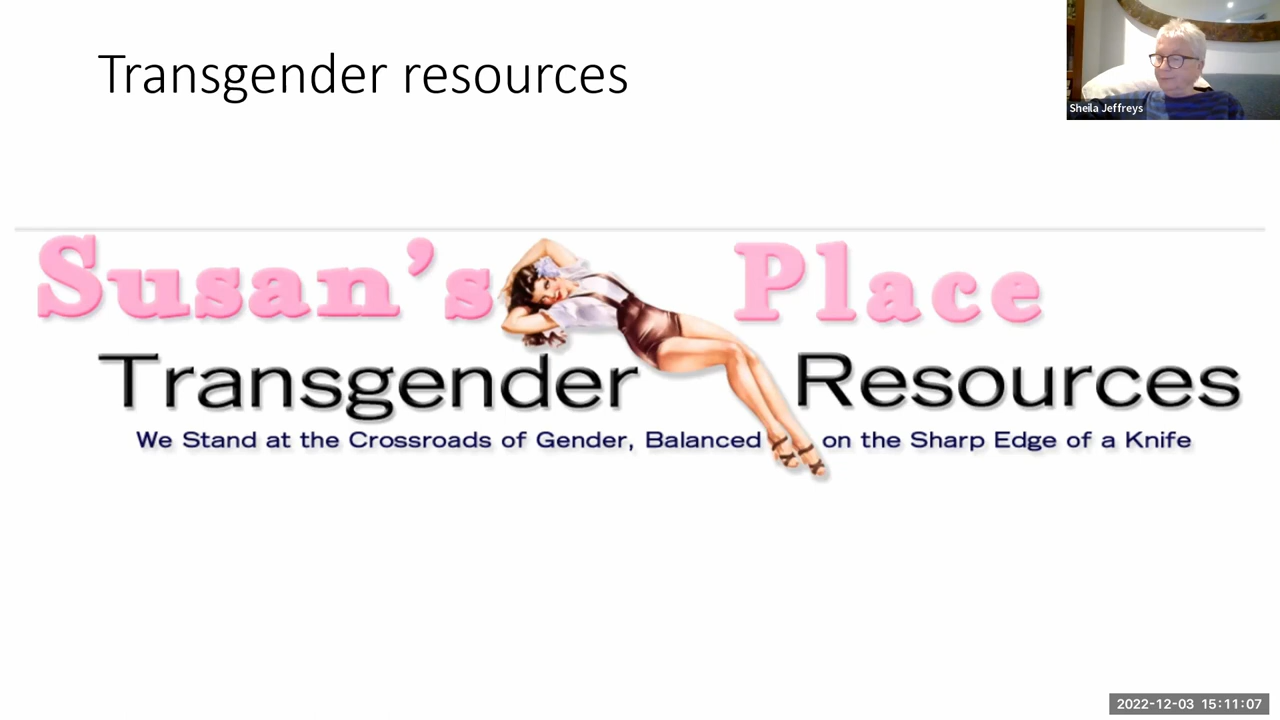 Transgender resources
Sheila Jeffreys
Susan's Place
Transgender Resources
We Stand at the Crossroads of Gender, Balanced on the Sharp Edge of a Knife
2022-12-03 15:11:07